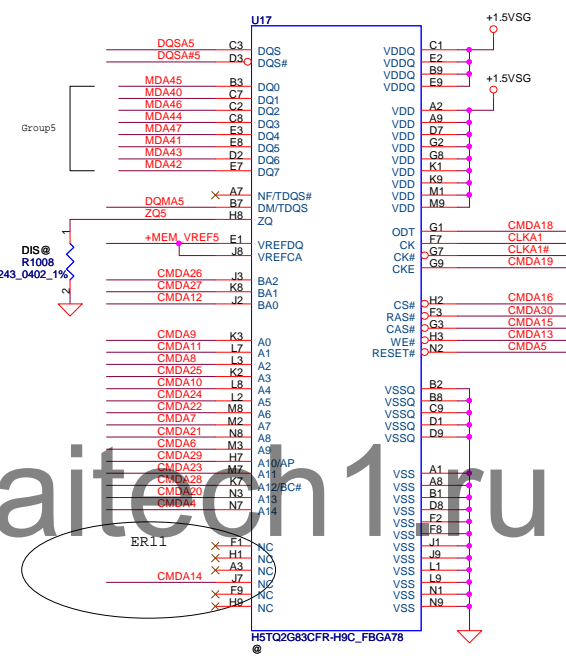 U17
+1.5VSG
DQSA5 C3 DQS VDDQ C1
DQSA#5 D3 DQS# VDDQ E2
VDDQ B9
MDA45 B3 DQ0 VDDQ E9
+1.5VSG
MDA40 C7 DQ1
MDA46 C2 DQ2 VDD A2
MDA44 C8 DQ3 VDD A9
Group5
MDA47 E3 DQ4 VDD D7
MDA41 E8 DQ5 VDD G2
MDA43 D2 DQ6 VDD G8
MDA42 E7 DQ7 VDD K1
VDD K9
A7 NF/TDQS# VDD M1
DQMA5 B7 DM/TDQS VDD M9
ZQ5 H8 ZQ
ODT G1 CMDA18
+MEM_VREF5 E1 VREFDQ CK F7 CLKA1
J8 VREFCA CK# G7 CLKA1#
CKE G9 CMDA19
1
DIS@
R1008
243_0402_1%
2
CMDA26 J3 BA2
CMDA27 K8 BA1
CMDA12 J2 BA0
CS# H2 CMDA16
RAS# F3 CMDA30
CAS# G3 CMDA15
WE# H3 CMDA13
RESET# N2 CMDA5
CMDA9 K3 A0
CMDA11 L7 A1
CMDA8 L3 A2
CMDA25 K2 A3
CMDA10 L8 A4 VSSQ B2
CMDA24 L2 A5 VSSQ B8
CMDA22 M8 A6 VSSQ C9
CMDA7 M2 A7 VSSQ D1
CMDA21 N8 A8 VSSQ D9
CMDA6 M3 A9
CMDA29 H7 A10/AP
CMDA23 M7 A11 VSS A1
CMDA28 K7 A12/BC# VSS A8
CMDA20 N3 A13 VSS B1
CMDA4 N7 A14 VSS D8
VSS F2
VSS F8
aitech1.ru
ER11
F1 NC VSS J1
H1 NC VSS J9
A3 NC VSS L1
CMDA14 J7 NC VSS L9
F9 NC VSS N1
H9 NC VSS N9
H5TQ2G83CFR-H9C_FBGA78
@